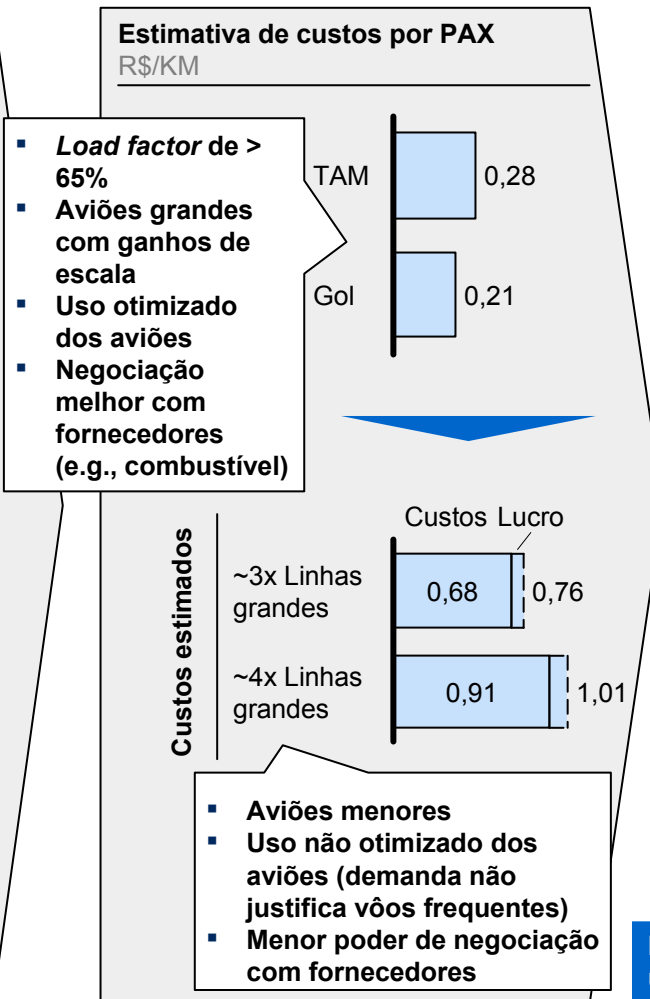 Estimativa de custos por PAX
R$/KM
▪ Load factor de >
65%
▪ Aviões grandes
com ganhos de
escala
▪ Uso otimizado
dos aviões
▪ Negociação
melhor com
fornecedores
(e.g., combustível)
TAM 0,28
Gol 0,21
Custos estimados
Custos Lucro
~3x Linhas
grandes
0,68 0,76
~4x Linhas
grandes
0,91 1,01
▪ Aviões menores
▪ Uso não otimizado dos
aviões (demanda não
justifica vôos frequentes)
▪ Menor poder de negociação
com fornecedores